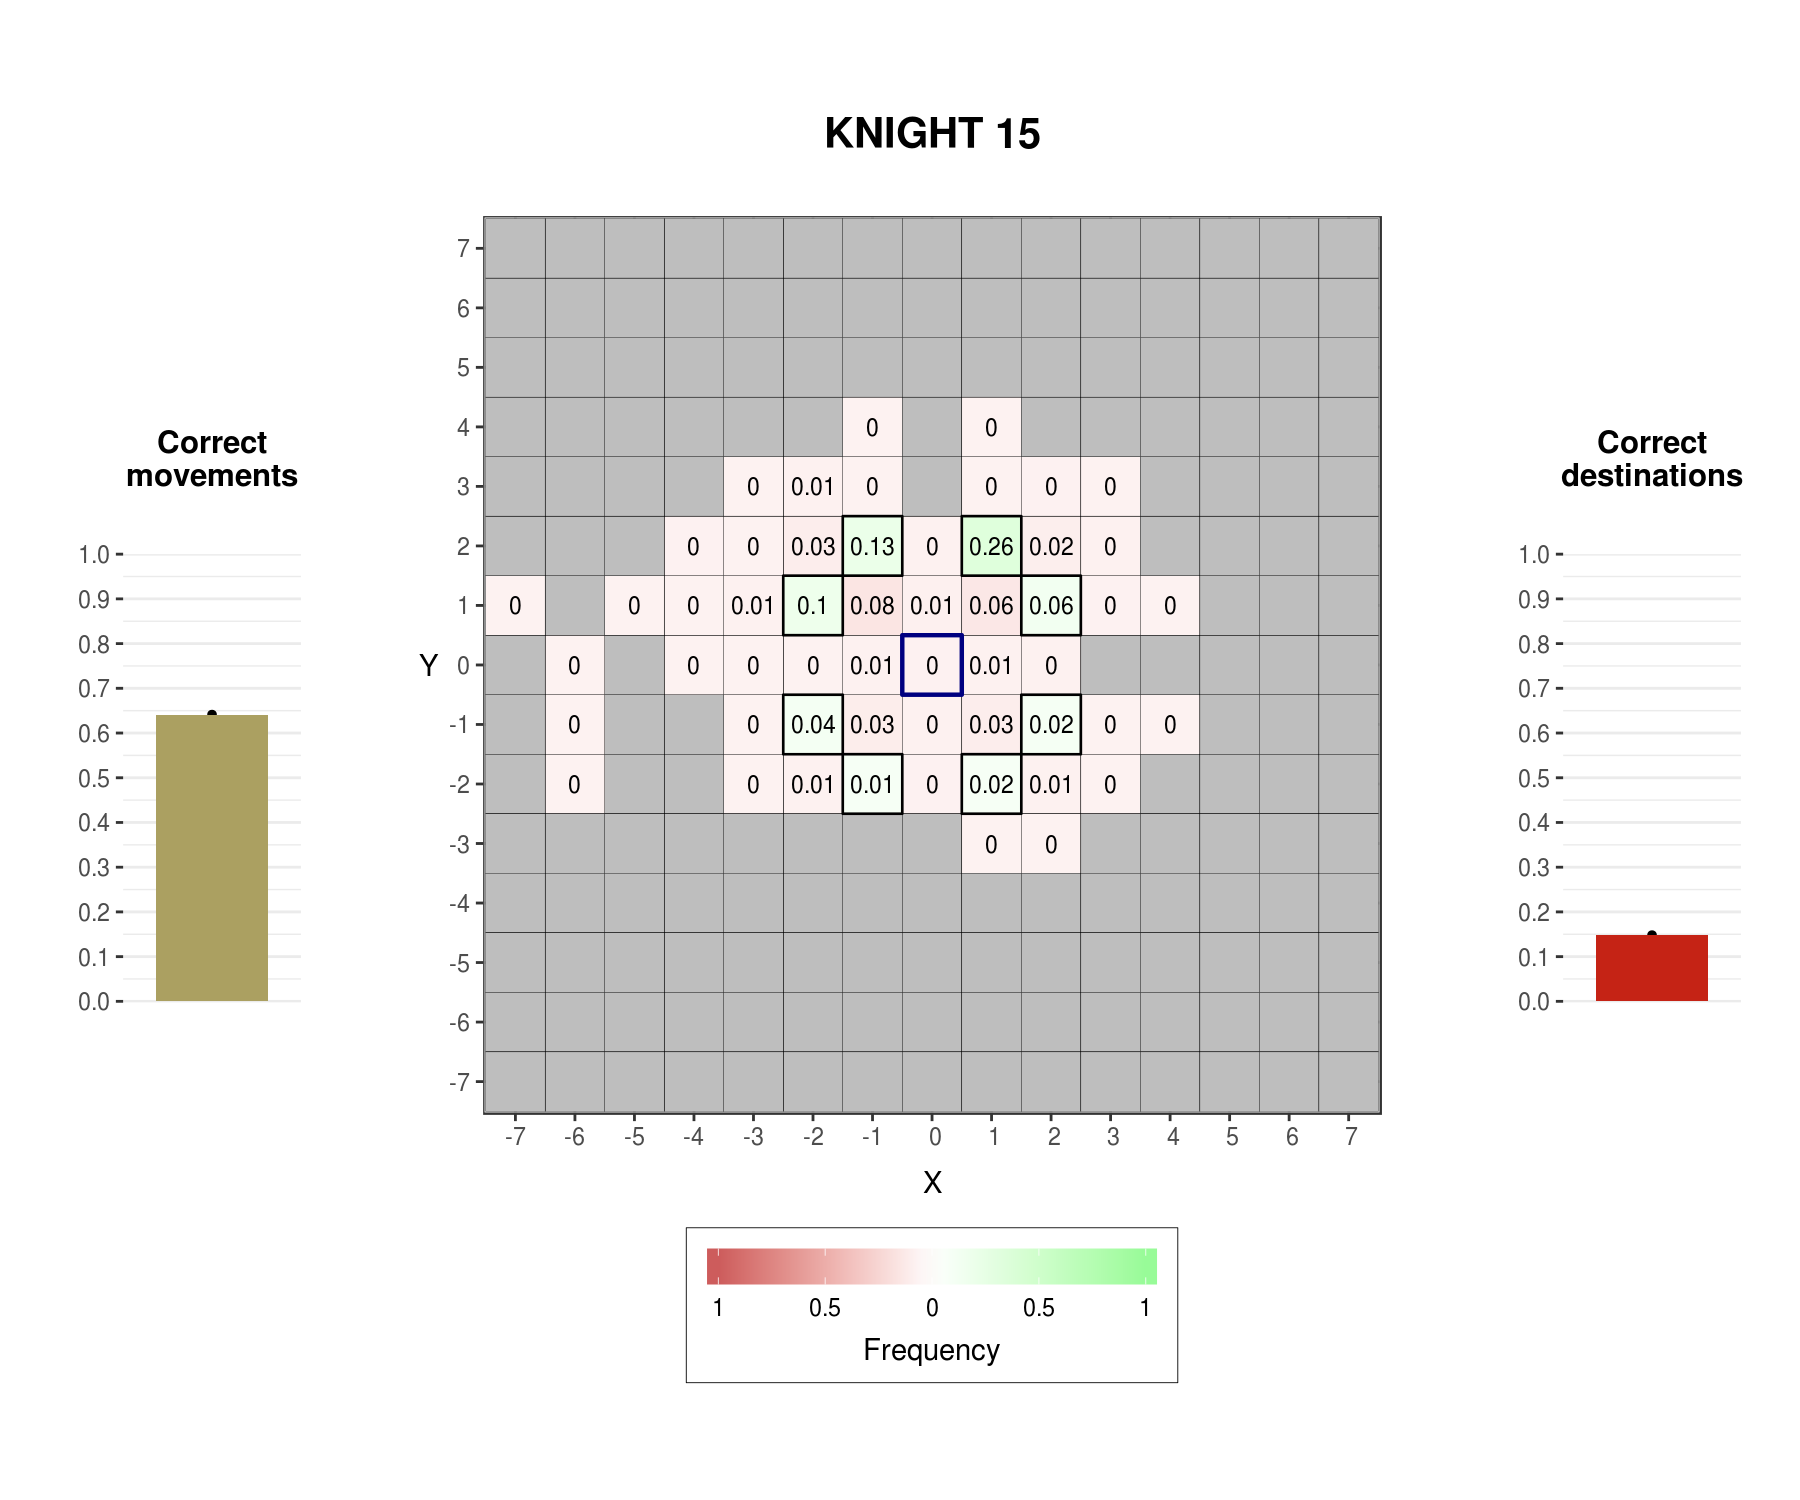 KNIGHT 15
Correct
movements
1.0
0.9
0.8
0.7
0.6
0.5
0.4
0.3
0.2
0.1
0.0
Y
7
6
5
4 0 0
3 0 0.01 0 0 0 0
2 0 0 0.03 0.13 0 0.26 0.02 0
1 0 0 0 0.01 0.1 0.08 0.01 0.06 0.06 0 0
0 0 0 0 0 0.01 0 0.01 0
-1 0 0 0.04 0.03 0 0.03 0.02 0 0
-2 0 0 0.01 0.01 0 0.02 0.01 0
-3 0 0
-4
-5
-6
-7
-7 -6 -5 -4 -3 -2 -1 0 1 2 3 4 5 6 7
X
1 0.5 0 0.5 1
Frequency
Correct
destinations
1.0
0.9
0.8
0.7
0.6
0.5
0.4
0.3
0.2
0.1
0.0